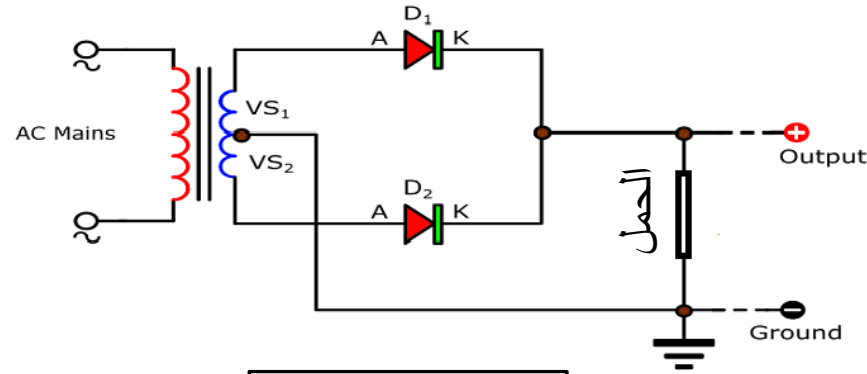 D1
A K
VS1
AC Mains
VS2
Output
D2
A K
الحمل
Ground